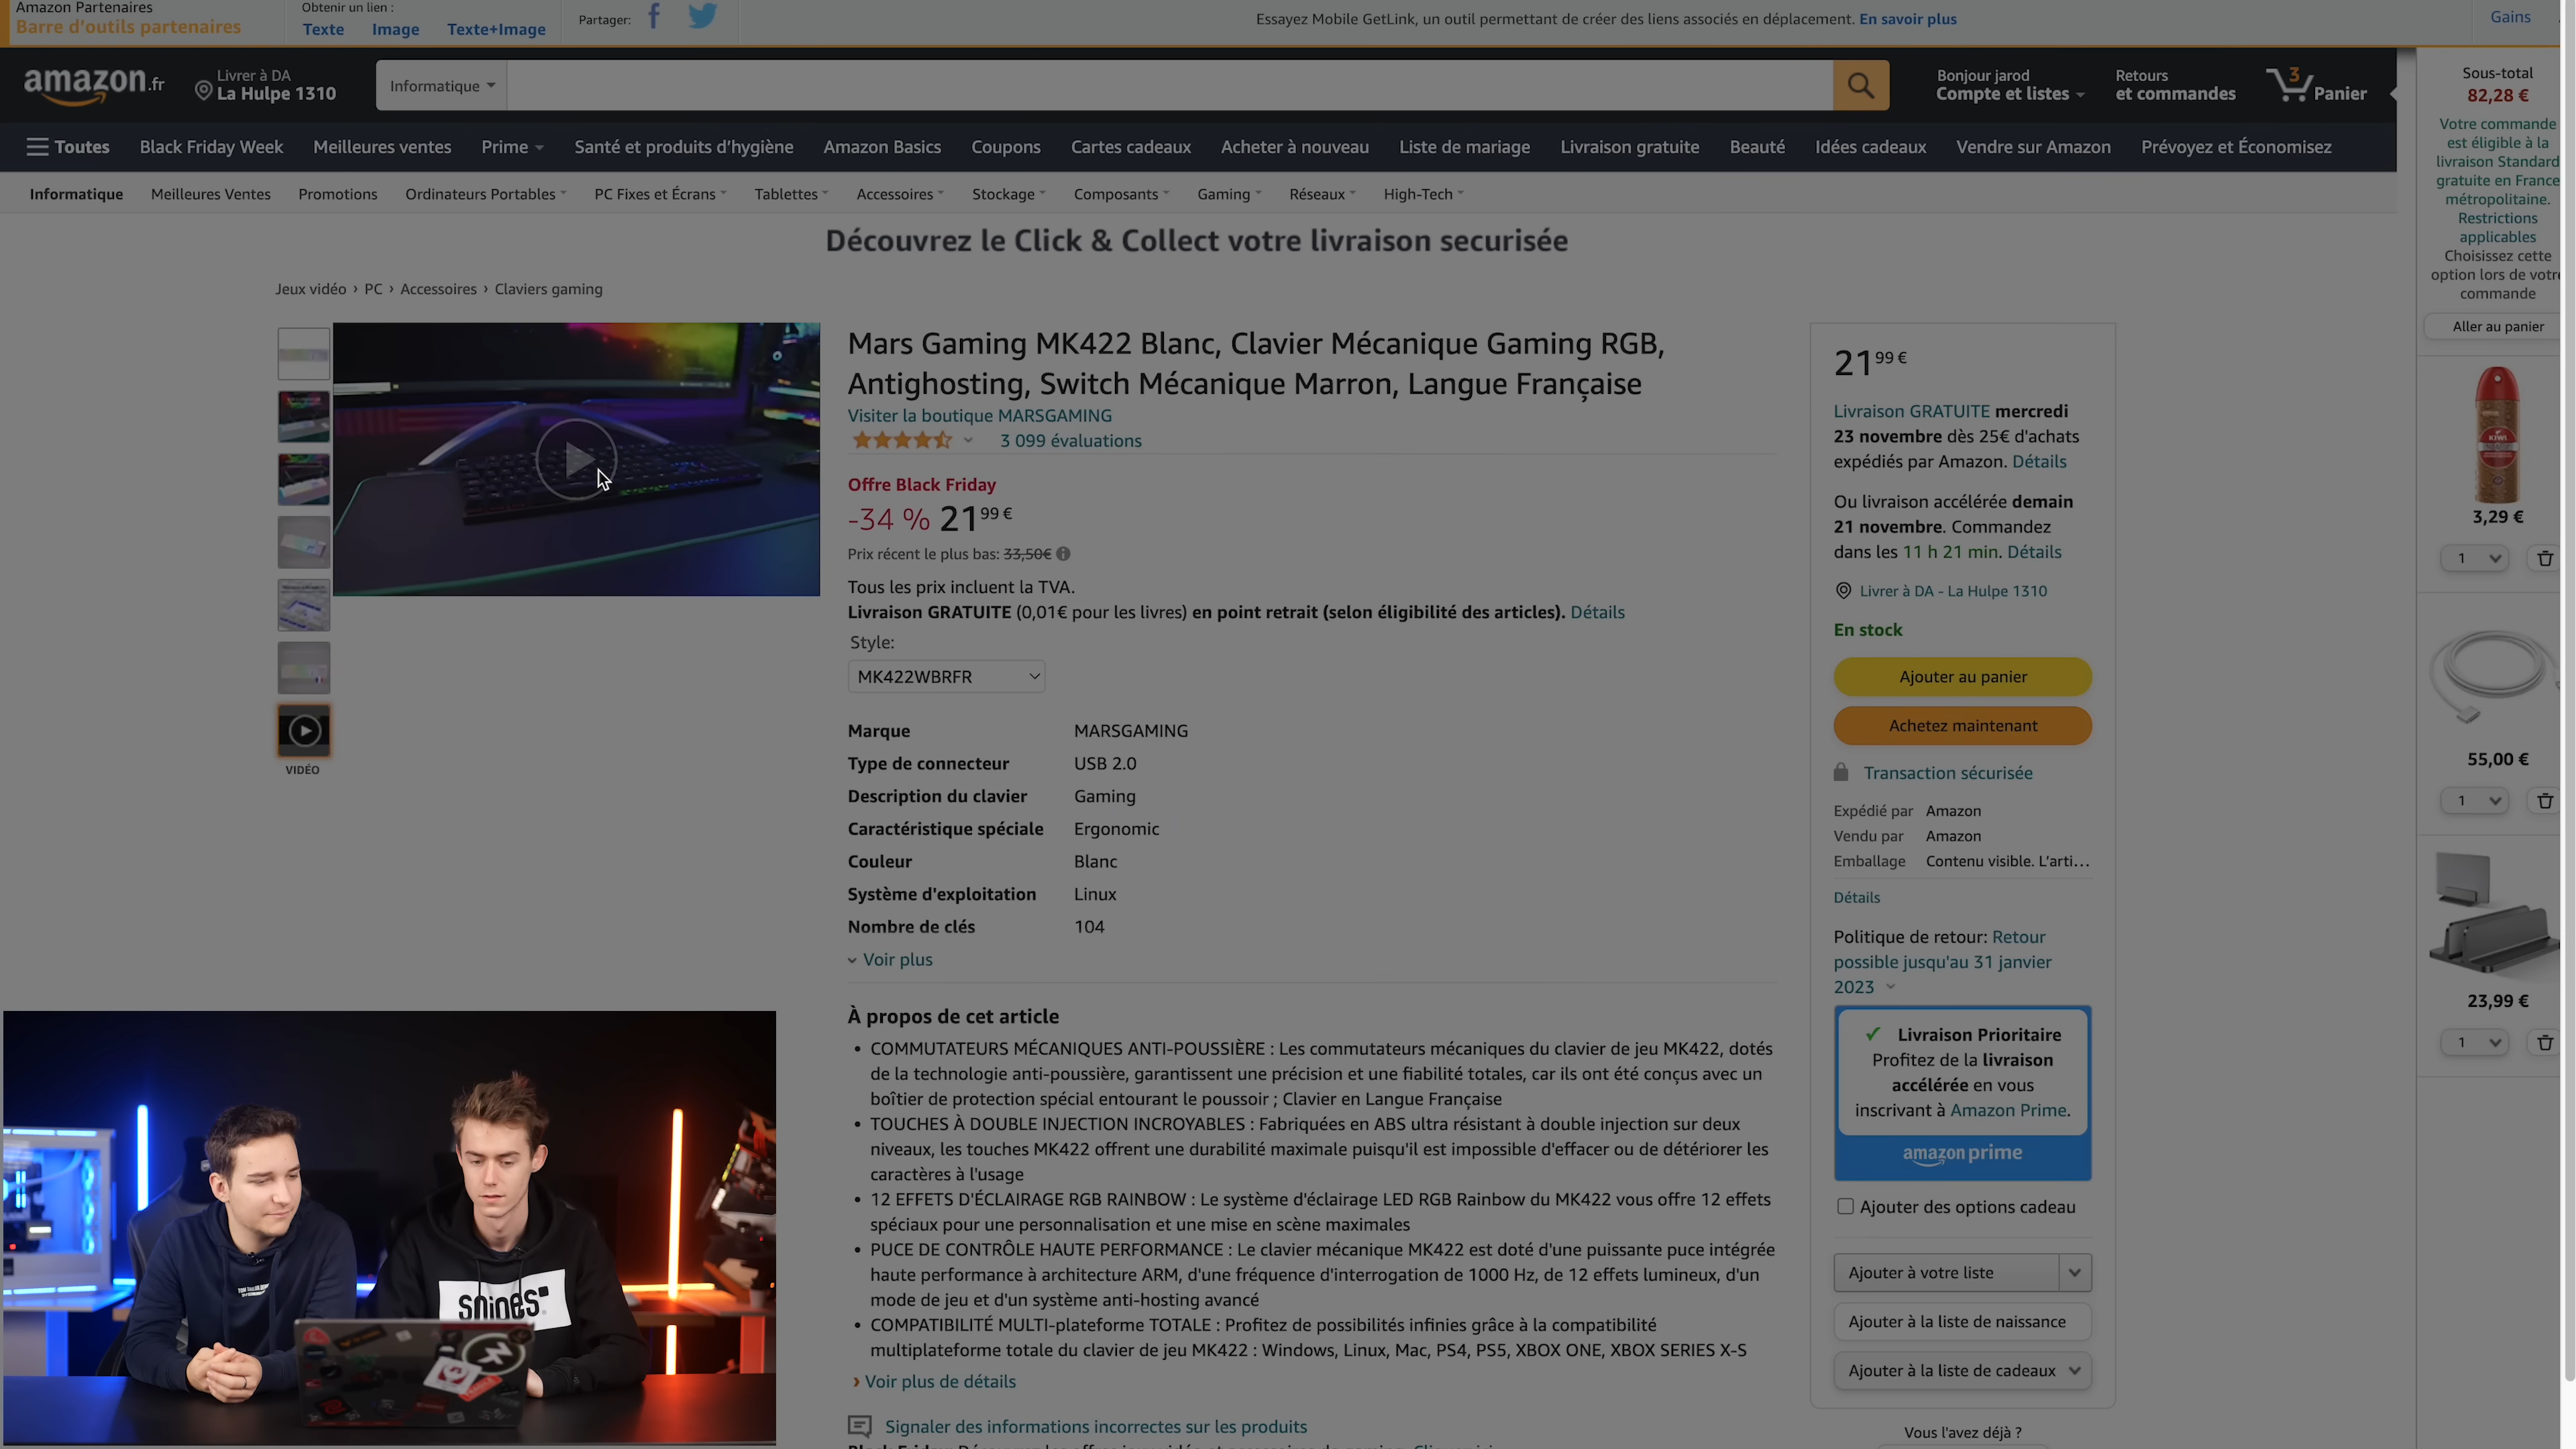 Amazon Partenaires
Barre d'outils partenaires
Obtenir un lien :
Texte Image Texte+Image
Partager:
Essayez Mobile GetLink, un outil permettant de créer des liens associés en déplacement. En savoir plus
Gains
amazon.fr
Livrer à DA
La Hulpe 1310
Informatique
Bonjour jarod
Compte et listes
Retours
et commandes
3
Panier
Toutes Black Friday Week Meilleures ventes Prime Santé et produits d'hygiène Amazon Basics Coupons Cartes cadeaux Acheter à nouveau Liste de mariage Livraison gratuite Beauté Idées cadeaux Vendre sur Amazon Prévoyez et Économisez
Informatique Meilleures Ventes Promotions Ordinateurs Portables PC Fixes et Écrans Tablettes Accessoires Stockage Composants Gaming Réseaux High-Tech
Découvrez le Click & Collect votre livraison securisée
Jeux vidéo › PC › Accessoires › Claviers gaming
VIDÉO
Mars Gaming MK422 Blanc, Clavier Mécanique Gaming RGB,
Antighosting, Switch Mécanique Marron, Langue Française
Visiter la boutique MARSGAMING
3 099 évaluations
Offre Black Friday
-34 % 21 99 €
Prix récent le plus bas: 33,50€
Tous les prix incluent la TVA.
Livraison GRATUITE (0,01€ pour les livres) en point retrait (selon éligibilité des articles). Détails
Style:
MK422WBRFR
Marque MARSGAMING
Type de connecteur USB 2.0
Description du clavier Gaming
Caractéristique spéciale Ergonomic
Couleur Blanc
Système d'exploitation Linux
Nombre de clés 104
Voir plus
À propos de cet article
• COMMUTATEURS MÉCANIQUES ANTI-POUSSIÈRE : Les commutateurs mécaniques du clavier de jeu MK422, dotés
de la technologie anti-poussière, garantissent une précision et une fiabilité totales, car ils ont été conçus avec un
boîtier de protection spécial entourant le poussoir ; Clavier en Langue Française
• TOUCHES À DOUBLE INJECTION INCROYABLES : Fabriquées en ABS ultra résistant à double injection sur deux
niveaux, les touches MK422 offrent une durabilité maximale puisqu'il est impossible d'effacer ou de détériorer les
caractères à l'usage
• 12 EFFETS D'ÉCLAIRAGE RGB RAINBOW : Le système d'éclairage LED RGB Rainbow du MK422 vous offre 12 effets
spéciaux pour une personnalisation et une mise en scène maximales
• PUCE DE CONTRÔLE HAUTE PERFORMANCE : Le clavier mécanique MK422 est doté d'une puissante puce intégrée
haute performance à architecture ARM, d'une fréquence d'interrogation de 1000 Hz, de 12 effets lumineux, d'un
mode de jeu et d'un système anti-hosting avancé
• COMPATIBILITÉ MULTI-plateforme TOTALE : Profitez de possibilités infinies grâce à la compatibilité
multiplateforme totale du clavier de jeu MK422 : Windows, Linux, Mac, PS4, PS5, XBOX ONE, XBOX SERIES X-S
› Voir plus de détails
Signaler des informations incorrectes sur les produits
21 99 €
Livraison GRATUITE mercredi
23 novembre dès 25€ d'achats
expédiés par Amazon. Détails
Ou livraison accélérée demain
21 novembre. Commandez
dans les 11 h 21 min. Détails
Livrer à DA - La Hulpe 1310
En stock
Ajouter au panier
Achetez maintenant
Transaction sécurisée
Expédié par Amazon
Vendu par Amazon
Emballage Contenu visible. L'arti…
Détails
Politique de retour: Retour
possible jusqu'au 31 janvier
2023
Livraison Prioritaire
Profitez de la livraison
accélérée en vous
inscrivant à Amazon Prime.
amazon prime
Ajouter des options cadeau
Ajouter à votre liste
Ajouter à la liste de naissance
Ajouter à la liste de cadeaux
Vous l'avez déjà ?
Sous-total
82,28 €
Votre commande
est éligible à la
livraison Standard
gratuite en France
métropolitaine.
Restrictions
applicables
Choisissez cette
option lors de votre
commande
Aller au panier
KIWI
3,29 €
1
55,00 €
1
23,99 €
1
snipes